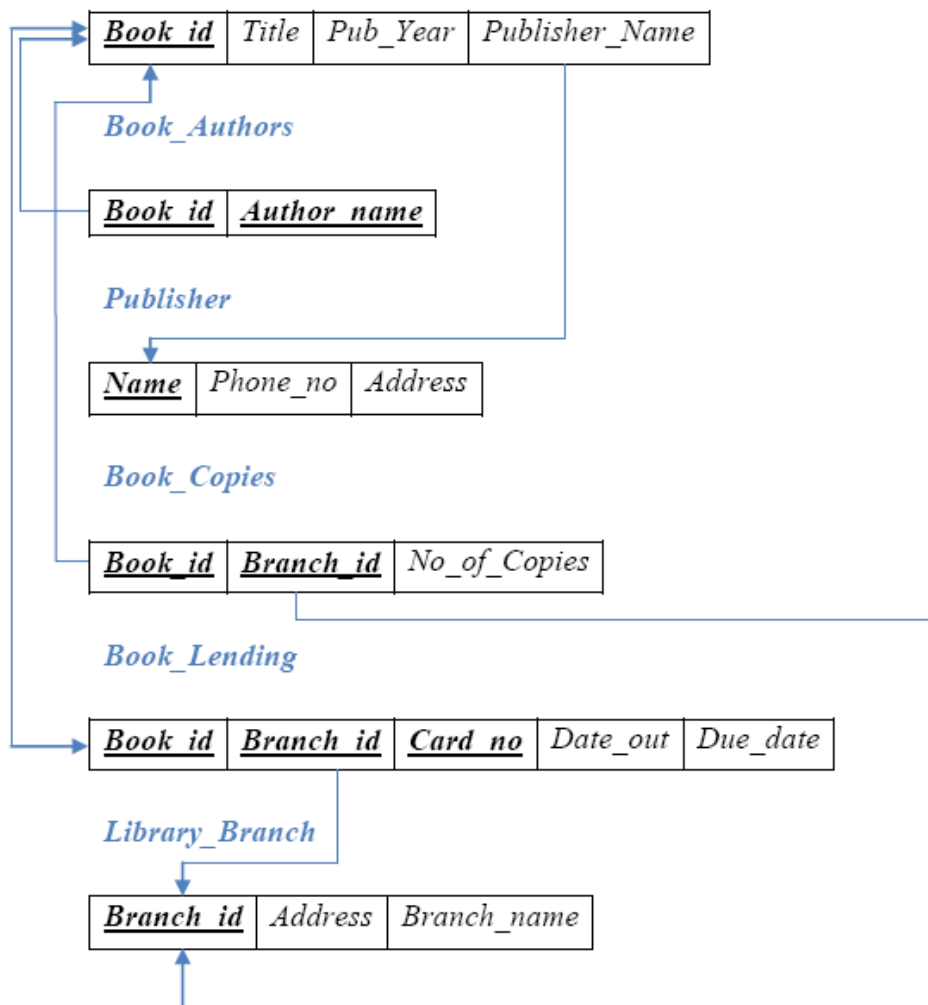 Book_id Title Pub_Year Publisher_Name
Book_Authors
Book_id Author_name
Publisher
Name Phone_no Address
Book_Copies
Book_id Branch_id No_of_Copies
Book_Lending
Book_id Branch_id Card_no Date_out Due_date
Library_Branch
Branch_id Address Branch_name